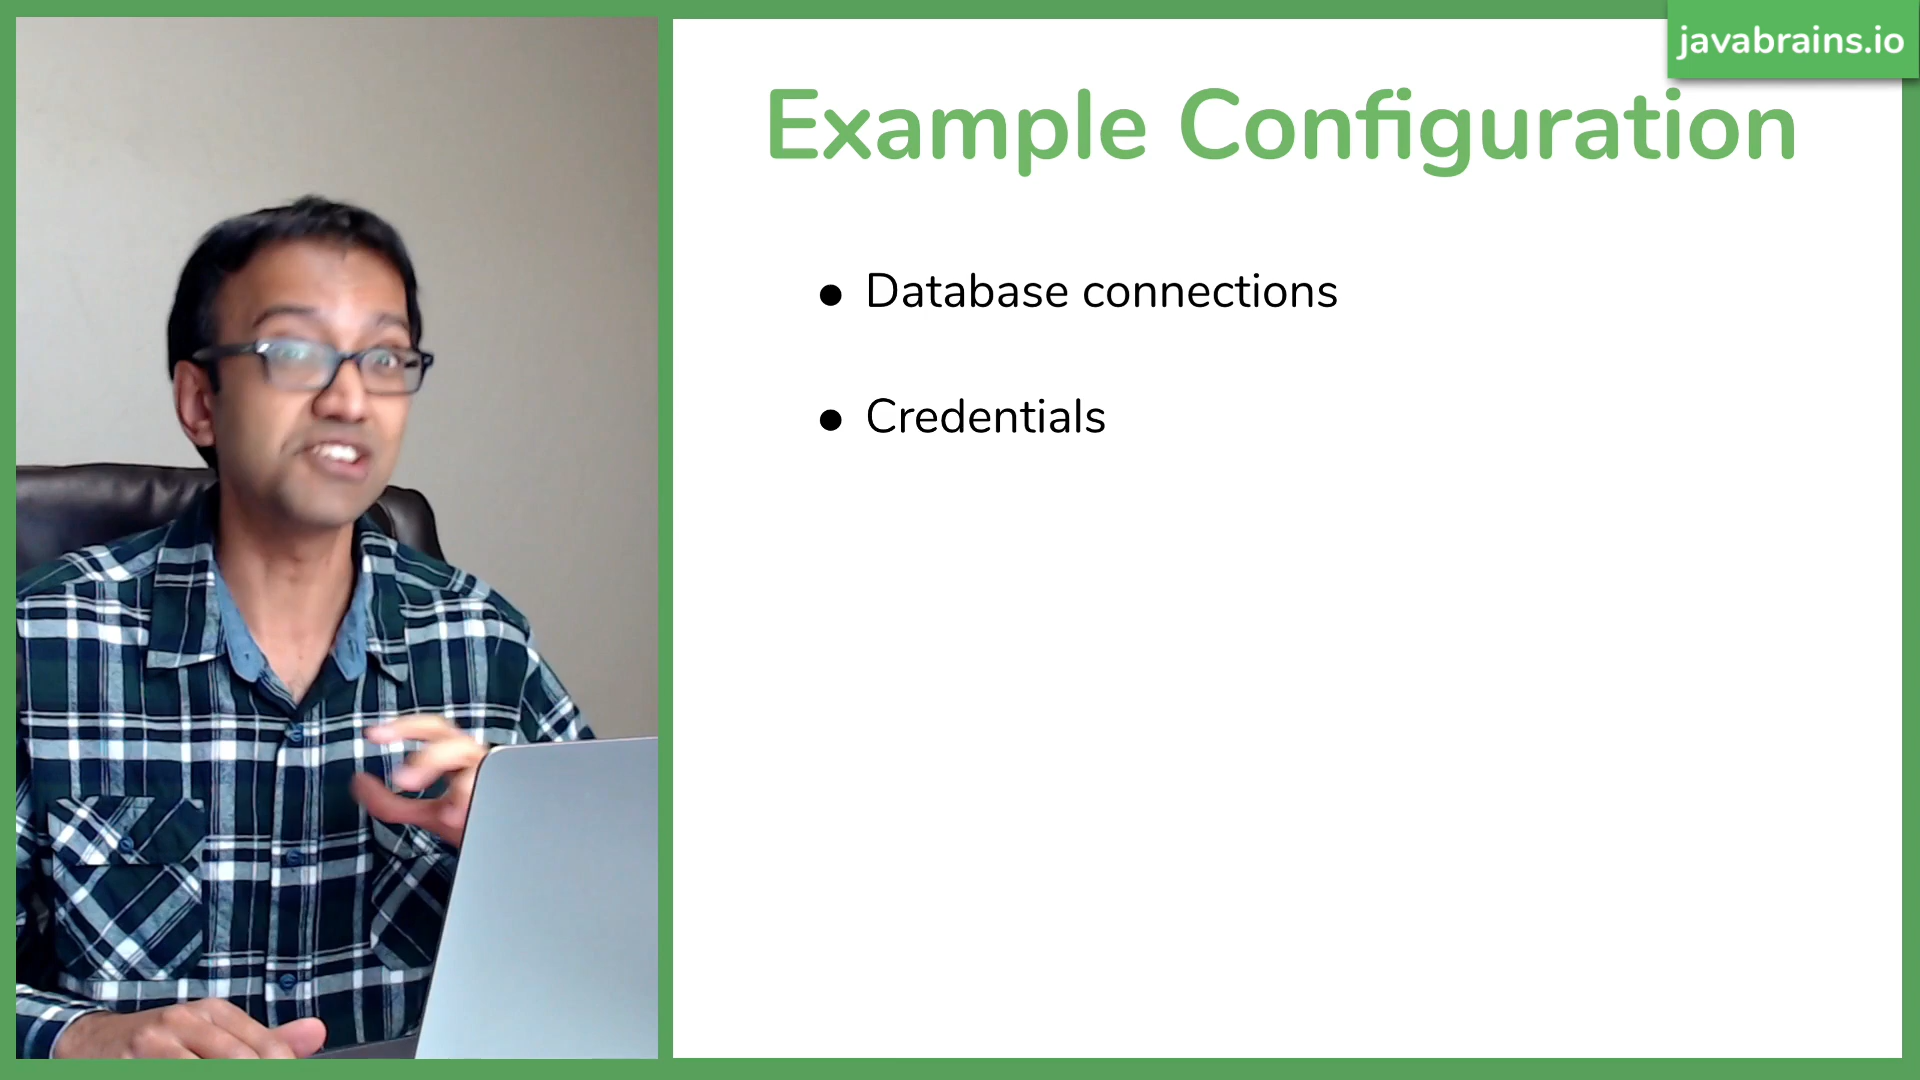 javabrains.io
Example Configuration
● Database connections
● Credentials